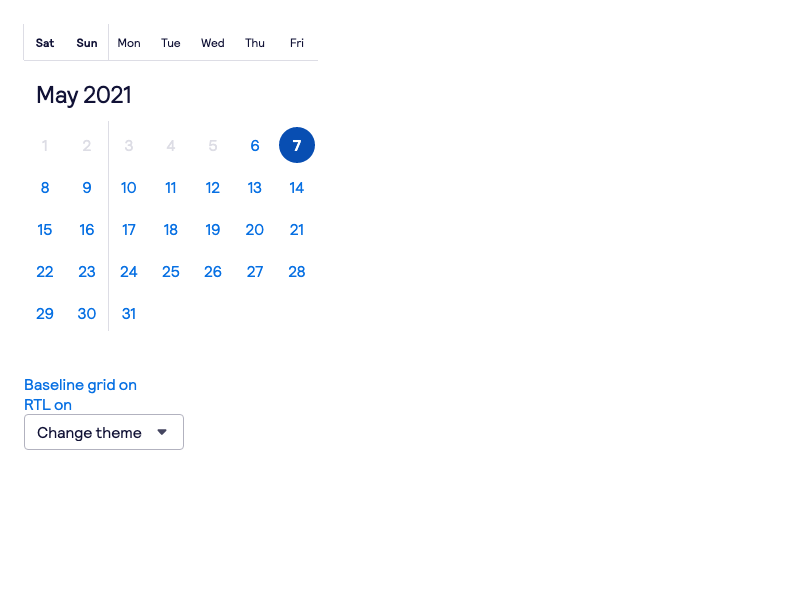 Sat Sun Mon Tue Wed Thu Fri
May 2021
1 2 3 4 5 6 7
8 9 10 11 12 13 14
15 16 17 18 19 20 21
22 23 24 25 26 27 28
29 30 31
Baseline grid on
RTL on
Change theme